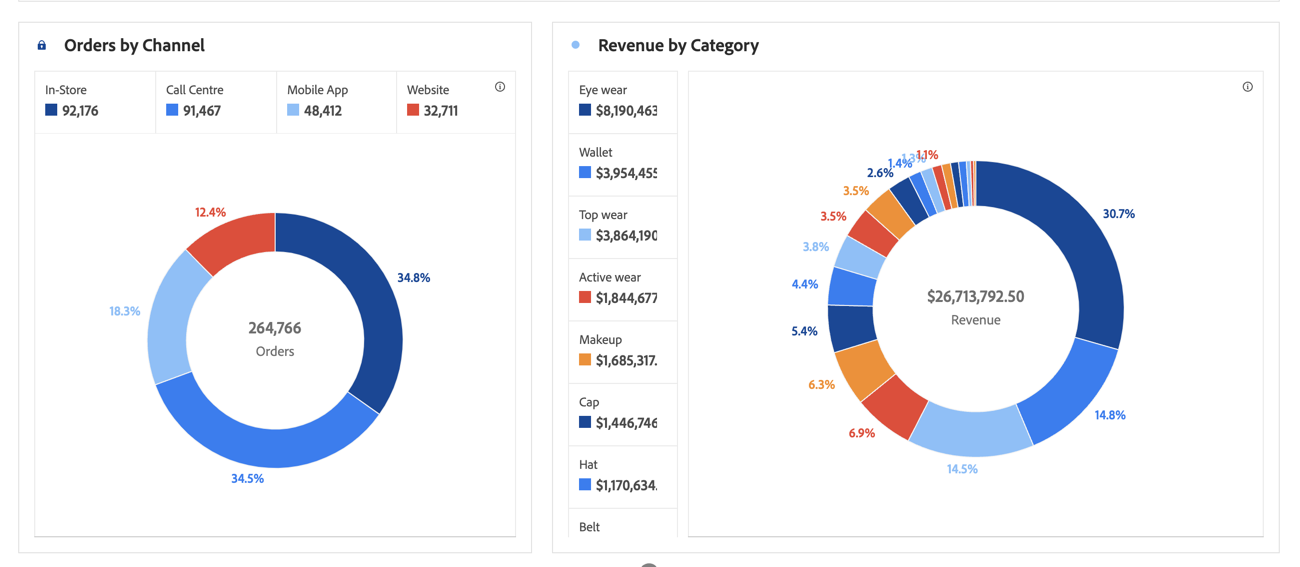 Orders by Channel
In-Store
92,176
Call Centre
91,467
Mobile App
48,412
Website
32,711
12.4%
34.8%
18.3%
34.5%
264,766
Orders
Revenue by Category
Eye wear
$8,190,463
Wallet
$3,954,455
Top wear
$3,864,190
Active wear
$1,844,677
Makeup
$1,685,317.
Cap
$1,446,746
Hat
$1,170,634.
Belt
1.1%
1.3%
1.4%
2.6%
3.5%
3.5%
3.8%
4.4%
5.4%
6.3%
6.9%
14.5%
14.8%
30.7%
$26,713,792.50
Revenue